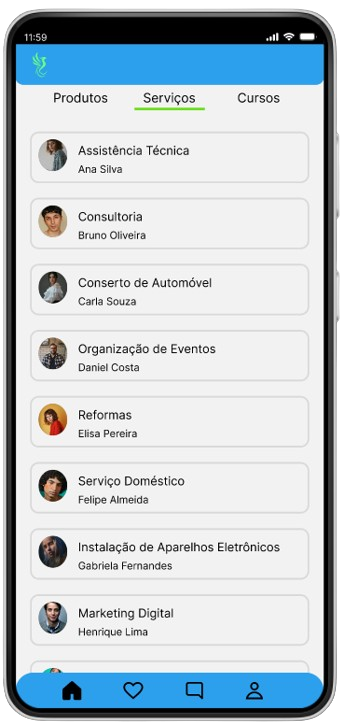 11:59
Produtos Serviços Cursos
Assistência Técnica
Ana Silva
Consultoria
Bruno Oliveira
Conserto de Automóvel
Carla Souza
Organização de Eventos
Daniel Costa
Reformas
Elisa Pereira
Serviço Doméstico
Felipe Almeida
Instalação de Aparelhos Eletrônicos
Gabriela Fernandes
Marketing Digital
Henrique Lima